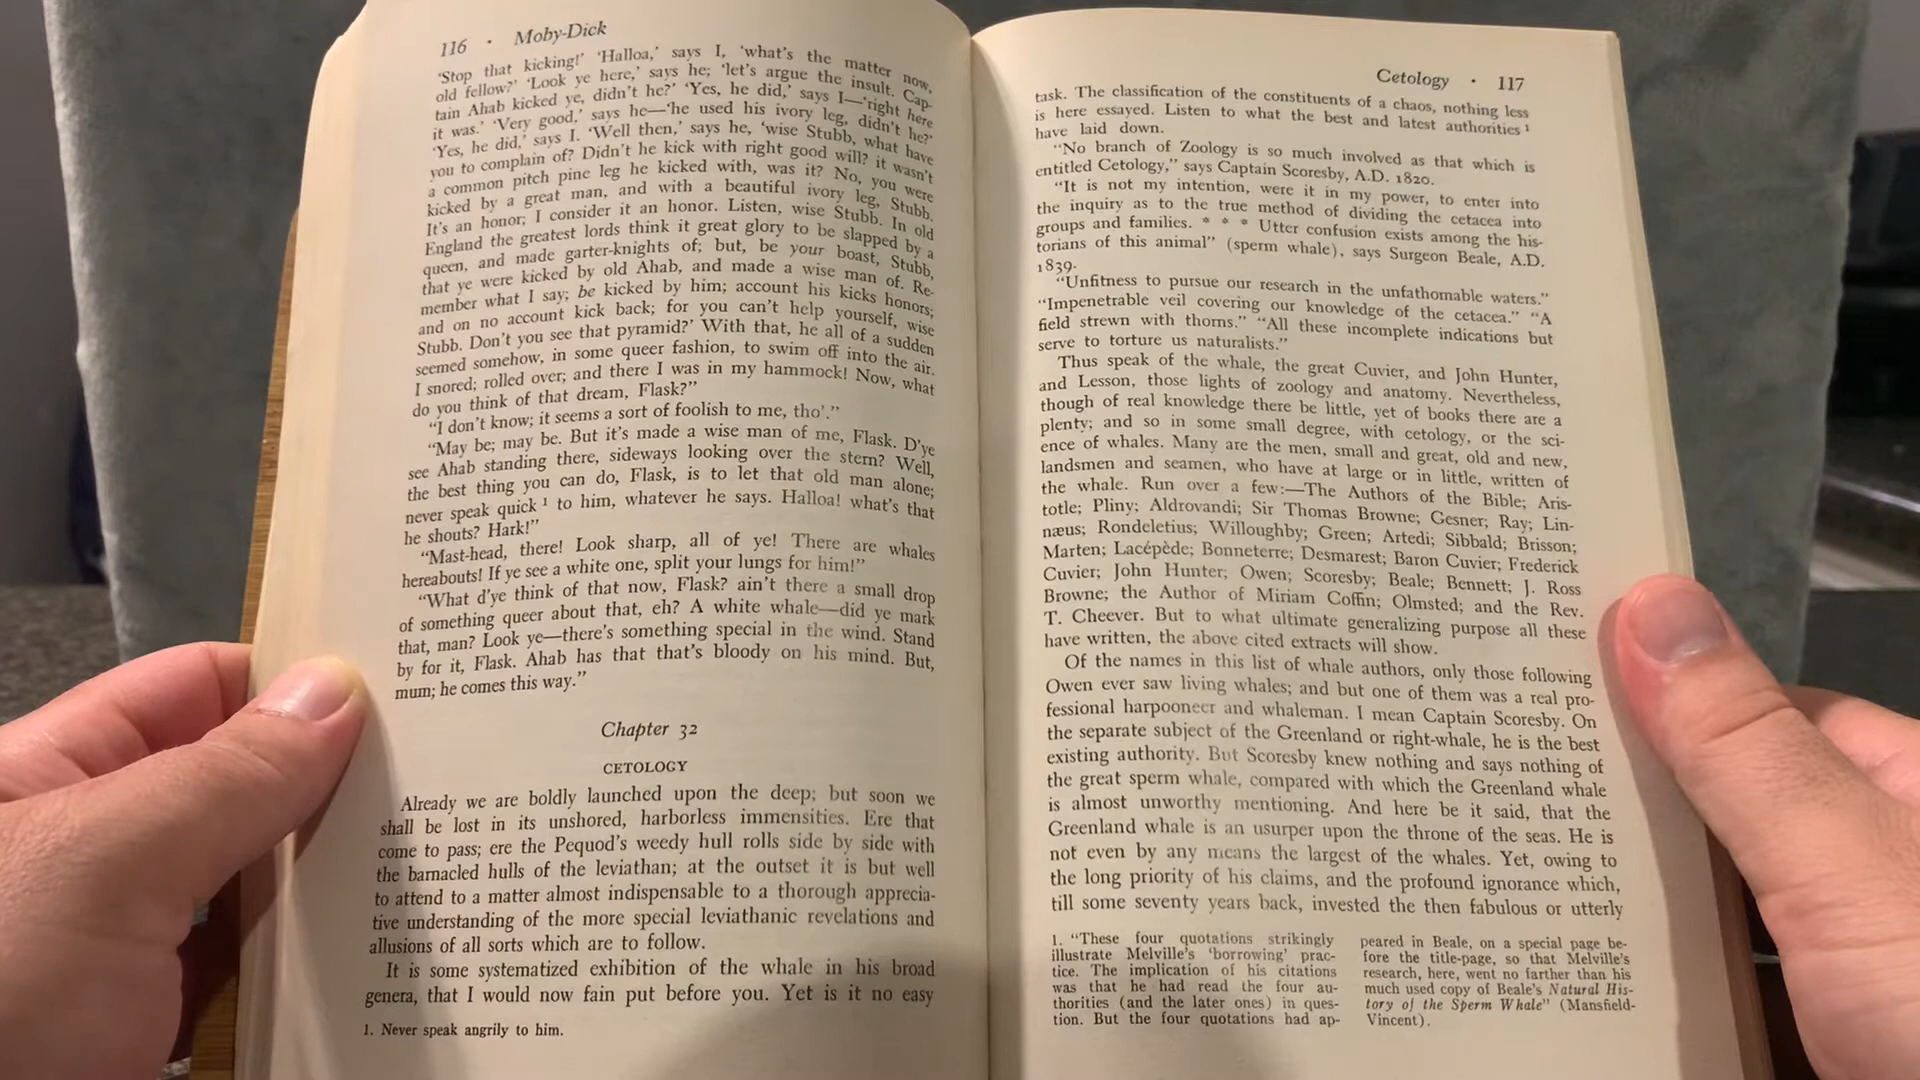 116 · Moby-Dick
'Stop that kicking!' 'Halloa,' says I, 'what's the matter now,
old fellow?' 'Look ye here,' says he; 'let's argue the insult. Cap-
tain Ahab kicked ye, didn't he?' 'Yes, he did,' says I—'right here
it was.' 'Very good,' says he—'he used his ivory leg, didn't he?'
'Yes, he did,' says I. 'Well then,' says he, 'wise Stubb, what have
you to complain of? Didn't he kick with right good will? it wasn't
a common pitch pine leg he kicked with, was it? No, you were
kicked by a great man, and with a beautiful ivory leg, Stubb.
It's an honor; I consider it an honor. Listen, wise Stubb. In old
England the greatest lords think it great glory to be slapped by a
queen, and made garter-knights of; but, be your boast, Stubb,
that ye were kicked by old Ahab, and made a wise man of. Re-
member what I say; be kicked by him; account his kicks honors;
and on no account kick back; for you can't help yourself, wise
Stubb. Don't you see that pyramid?' With that, he all of a sudden
seemed somehow, in some queer fashion, to swim off into the air.
I snored; rolled over; and there I was in my hammock! Now, what
do you think of that dream, Flask?"
"I don't know; it seems a sort of foolish to me, tho'."
"May be; may be. But it's made a wise man of me, Flask. D'ye
see Ahab standing there, sideways looking over the stern? Well,
the best thing you can do, Flask, is to let that old man alone;
never speak quick 1 to him, whatever he says. Halloa! what's that
he shouts? Hark!"
"Mast-head, there! Look sharp, all of ye! There are whales
hereabouts! If ye see a white one, split your lungs for him!"
"What d'ye think of that now, Flask? ain't there a small drop
of something queer about that, eh? A white whale—did ye mark
that, man? Look ye—there's something special in the wind. Stand
by for it, Flask. Ahab has that that's bloody on his mind. But,
mum; he comes this way."
Chapter 32
CETOLOGY
Already we are boldly launched upon the deep; but soon we
shall be lost in its unshored, harborless immensities. Ere that
come to pass; ere the Pequod's weedy hull rolls side by side with
the barnacled hulls of the leviathan; at the outset it is but well
to attend to a matter almost indispensable to a thorough apprecia-
tive understanding of the more special leviathanic revelations and
allusions of all sorts which are to follow.
It is some systematized exhibition of the whale in his broad
genera, that I would now fain put before you. Yet is it no easy
1. Never speak angrily to him.
Cetology · 117
task. The classification of the constituents of a chaos, nothing less
is here essayed. Listen to what the best and latest authorities 1
have laid down.
"No branch of Zoology is so much involved as that which is
entitled Cetology," says Captain Scoresby, A.D. 1820.
"It is not my intention, were it in my power, to enter into
the inquiry as to the true method of dividing the cetacea into
groups and families. * * * Utter confusion exists among the his-
torians of this animal" (sperm whale), says Surgeon Beale, A.D.
1839.
"Unfitness to pursue our research in the unfathomable waters."
"Impenetrable veil covering our knowledge of the cetacea." "A
field strewn with thorns." "All these incomplete indications but
serve to torture us naturalists."
Thus speak of the whale, the great Cuvier, and John Hunter,
and Lesson, those lights of zoology and anatomy. Nevertheless,
though of real knowledge there be little, yet of books there are a
plenty; and so in some small degree, with cetology, or the sci-
ence of whales. Many are the men, small and great, old and new,
landsmen and seamen, who have at large or in little, written of
the whale. Run over a few:—The Authors of the Bible; Aris-
totle; Pliny; Aldrovandi; Sir Thomas Browne; Gesner; Ray; Lin-
næus; Rondeletius; Willoughby; Green; Artedi; Sibbald; Brisson;
Marten; Lacépède; Bonneterre; Desmarest; Baron Cuvier; Frederick
Cuvier; John Hunter; Owen; Scoresby; Beale; Bennett; J. Ross
Browne; the Author of Miriam Coffin; Olmsted; and the Rev.
T. Cheever. But to what ultimate generalizing purpose all these
have written, the above cited extracts will show.
Of the names in this list of whale authors, only those following
Owen ever saw living whales; and but one of them was a real pro-
fessional harpooneer and whaleman. I mean Captain Scoresby. On
the separate subject of the Greenland or right-whale, he is the best
existing authority. But Scoresby knew nothing and says nothing of
the great sperm whale, compared with which the Greenland whale
is almost unworthy mentioning. And here be it said, that the
Greenland whale is an usurper upon the throne of the seas. He is
not even by any means the largest of the whales. Yet, owing to
the long priority of his claims, and the profound ignorance which,
till some seventy years back, invested the then fabulous or utterly
1. "These four quotations strikingly
illustrate Melville's 'borrowing' prac-
tice. The implication of his citations
was that he had read the four au-
thorities (and the later ones) in ques-
tion. But the four quotations had ap-
peared in Beale, on a special page be-
fore the title-page, so that Melville's
research, here, went no farther than his
much used copy of Beale's Natural His-
tory of the Sperm Whale" (Mansfield-
Vincent).